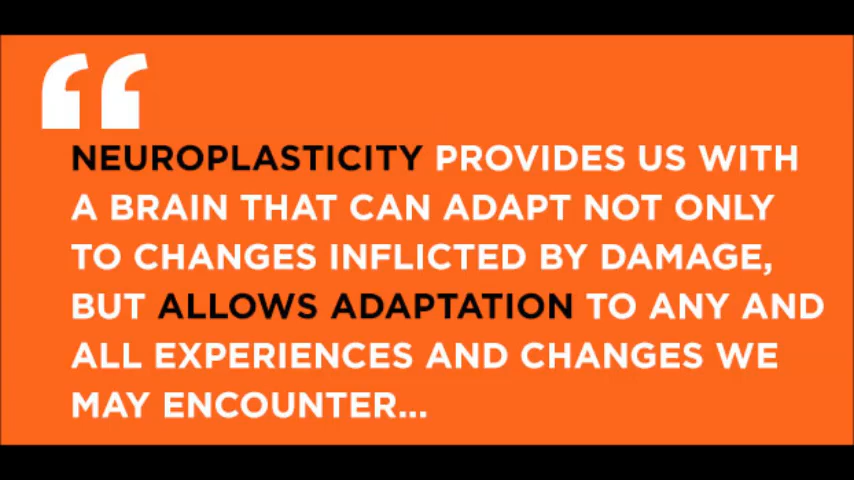 “
NEUROPLASTICITY PROVIDES US WITH
A BRAIN THAT CAN ADAPT NOT ONLY
TO CHANGES INFLICTED BY DAMAGE,
BUT ALLOWS ADAPTATION TO ANY AND
ALL EXPERIENCES AND CHANGES WE
MAY ENCOUNTER...